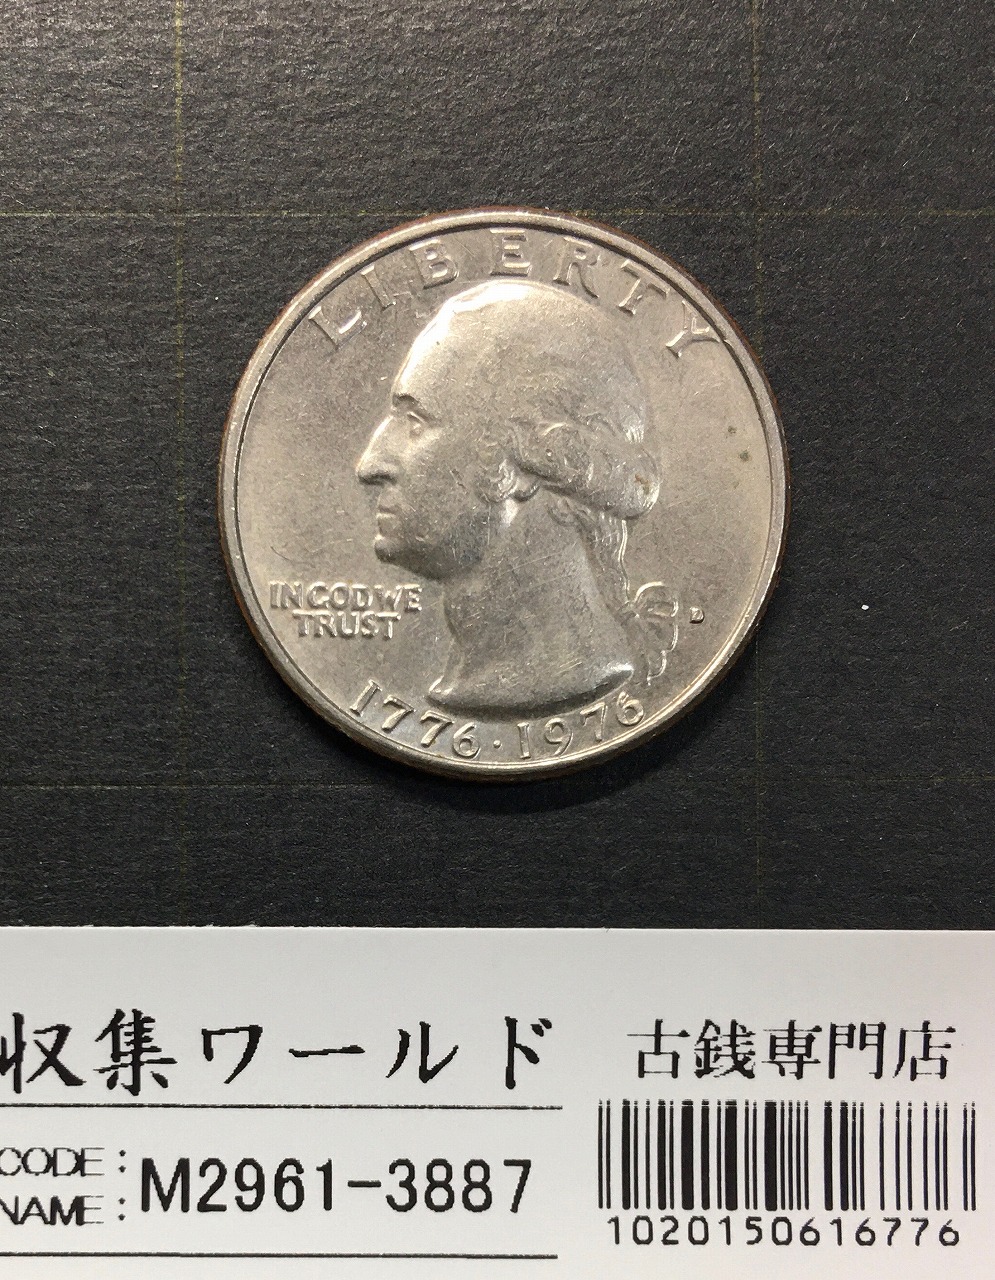 LIBERTY
IN GOD WE
TRUST
D
1776·1976
収集ワールド
古銭専門店
CODE:
NAME:
M2961-3887
1020150616776